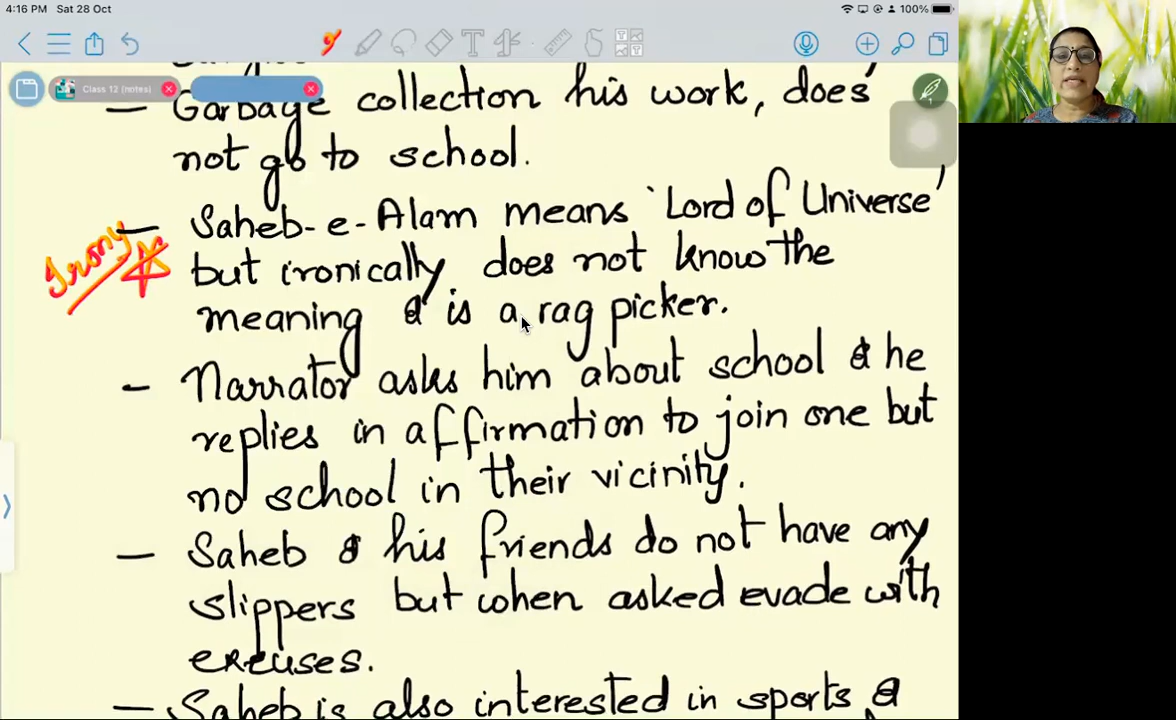 4:16 PM Sat 28 Oct
100%
Class 12 (notes)
- Garbage collection his work, does
not go to school.
- Saheb-e-Alam means 'Lord of Universe'
Irony
but ironically does not know the
meaning & is a rag picker.
- Narrator asks him about school & he
replies in affirmation to join one but
no school in their vicinity.
- Saheb & his friends do not have any
slippers but when asked evade with
excuses.
- Saheb is also interested in sports &